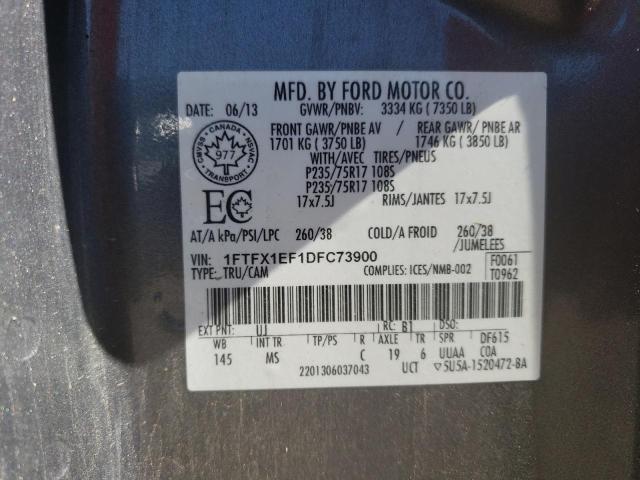 MFD. BY FORD MOTOR CO.
DATE: 06/13 GVWR/PNBV: 3334 KG ( 7350 LB)
FRONT GAWR/PNBE AV / REAR GAWR/ PNBE AR
1701 KG ( 3750 LB) 1746 KG ( 3850 LB)
WITH/AVEC TIRES/PNEUS
P235/75R17 108S
P235/75R17 108S
17x7.5J RIMS/JANTES 17x7.5J
CANADA
CMVSS NSVAC
977
TRANSPORT
EC
AT/A kPa/PSI/LPC 260/38 COLD/A FROID 260/38
/JUMELEES
VIN: 1FTFX1EF1DFC73900
TYPE: TRU/CAM COMPLIES: ICES/NMB-002
F0061
T0962
EXT PNT: UJ RC: B1 DSO:
WB INT TR TP/PS R AXLE TR SPR DF615
145 MS C 19 6 UUAA COA
2201306037043 UCT ▽5U5A-1520472-BA